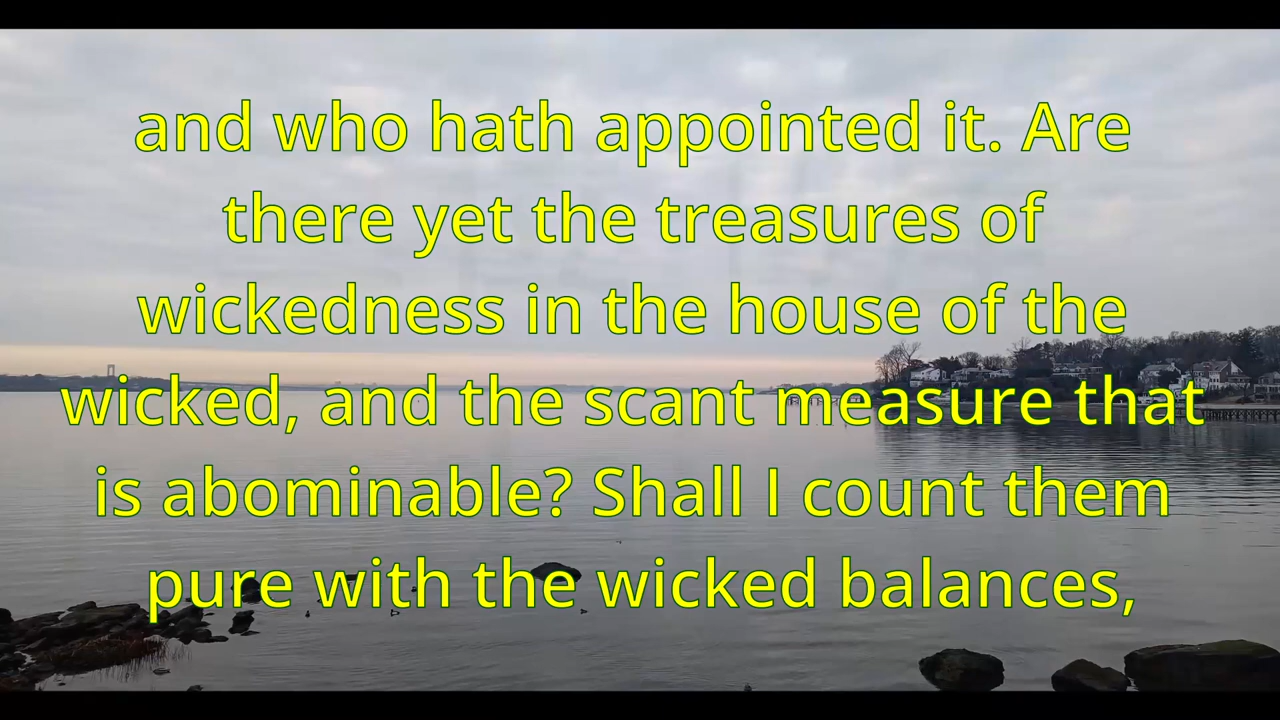 and who hath appointed it. Are
there yet the treasures of
wickedness in the house of the
wicked, and the scant measure that
is abominable? Shall I count them
pure with the wicked balances,